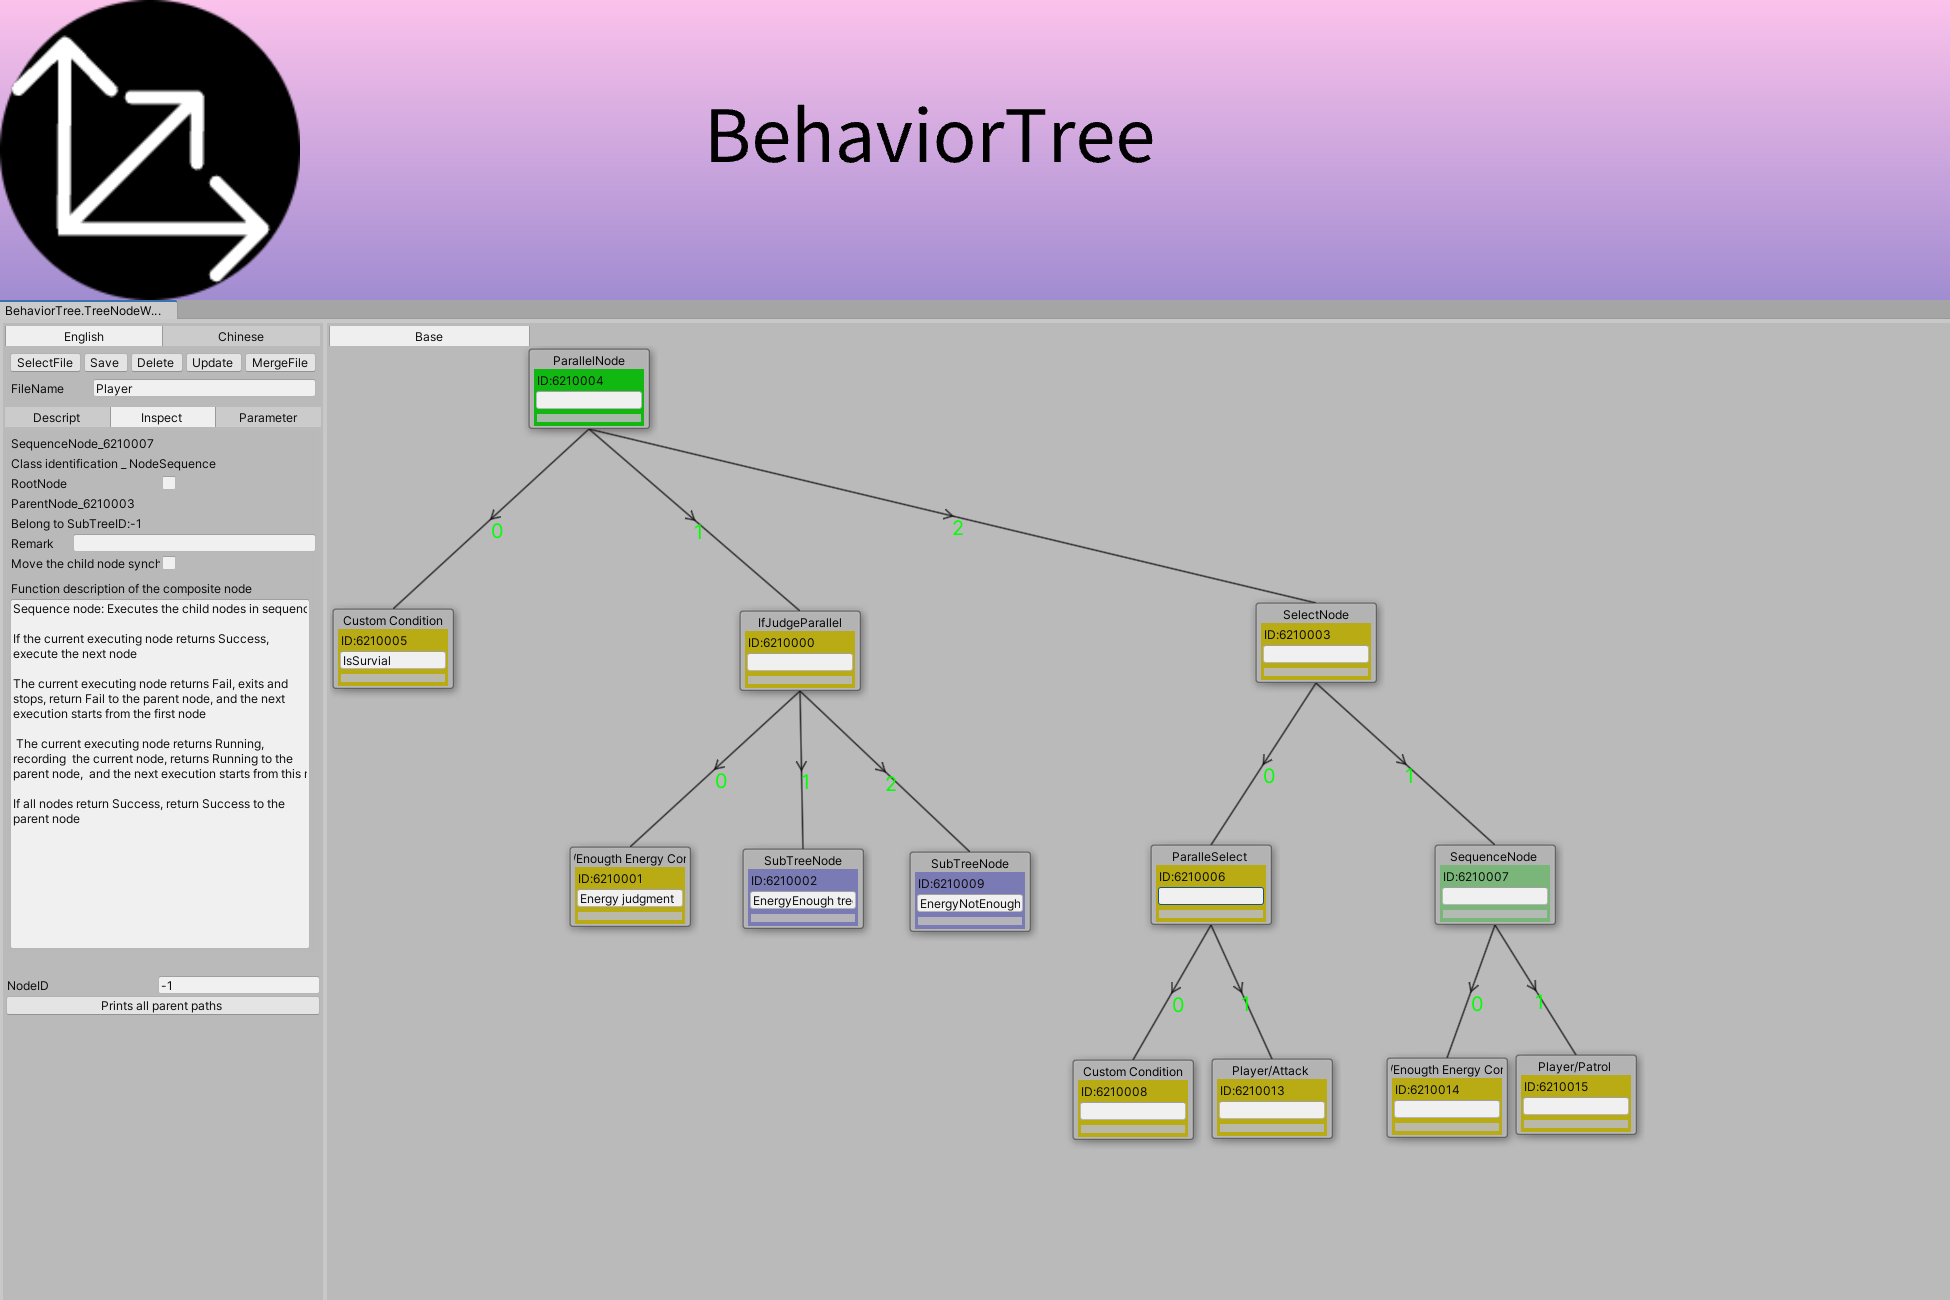 BehaviorTree
BehaviorTree.TreeNodeW...
English
Chinese
Base
SelectFile
Save
Delete
Update
MergeFile
FileName
Player
Descript
Inspect
Parameter
SequenceNode_6210007
Class identification _ NodeSequence
RootNode
ParentNode_6210003
Belong to SubTreeID:-1
Remark
Move the child node synch
Function description of the composite node
Sequence node: Executes the child nodes in sequenc
If the current executing node returns Success,
execute the next node
The current executing node returns Fail, exits and
stops, return Fail to the parent node, and the next
execution starts from the first node
The current executing node returns Running,
recording  the current node, returns Running to the
parent node,  and the next execution starts from this
If all nodes return Success, return Success to the
parent node
NodeID
-1
Prints all parent paths
ParallelNode
ID:6210004
0
1
2
Custom Condition
ID:6210005
IsSurvial
IfJudgeParallel
ID:6210000
SelectNode
ID:6210003
0
1
2
0
1
/Enougth Energy Cor
ID:6210001
Energy judgment
SubTreeNode
ID:6210002
EnergyEnough tre
SubTreeNode
ID:6210009
EnergyNotEnough
ParalleSelect
ID:6210006
SequenceNode
ID:6210007
0
1
0
1
Custom Condition
ID:6210008
Player/Attack
ID:6210013
/Enougth Energy Cor
ID:6210014
Player/Patrol
ID:6210015